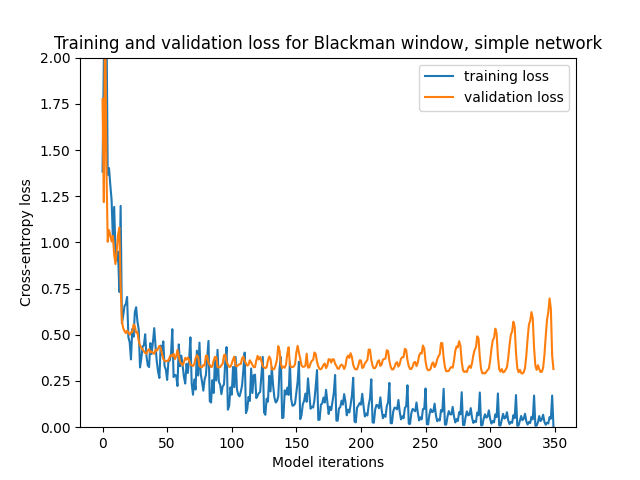 Training and validation loss for Blackman window, simple network
training loss
validation loss
2.00
1.75
1.50
1.25
1.00
0.75
0.50
0.25
0.00
Cross-entropy loss
0 50 100 150 200 250 300 350
Model iterations